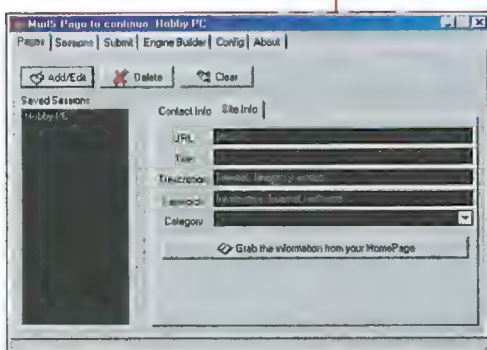 Page to continue Hobby PC
Pages Sessions Submit Engine Builder Config About
Add/Edit Delete Clear
Saved Sessions
Hobby PC
Contact Info Site Info
URL
Title
Description
Keywords
Category
Grab the information from your HomePage